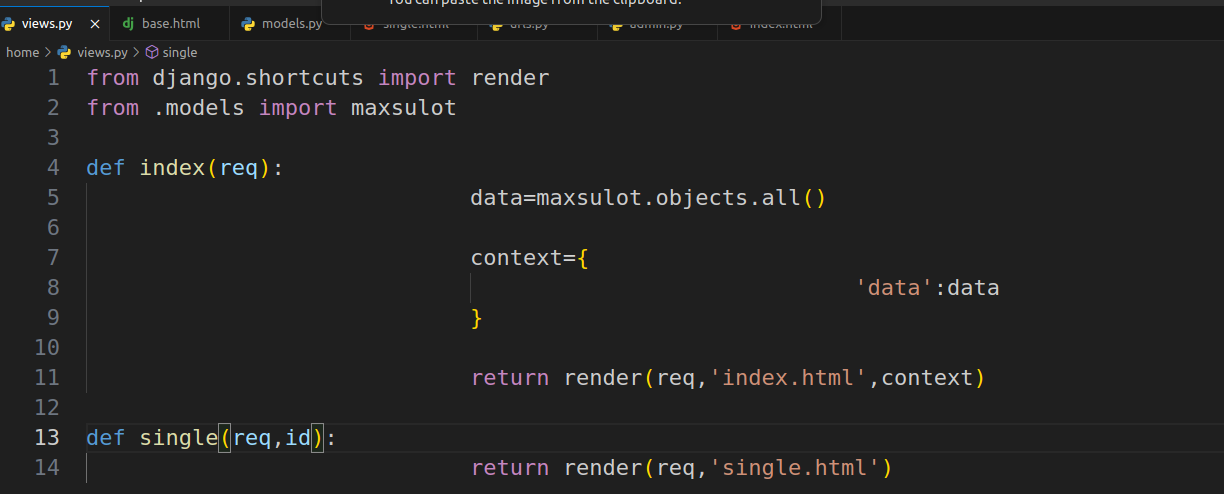 You can paste the image from the clipboard.
views.py × base.html models.py single.html urls.py admin.py index.html
home > views.py > single
1 from django.shortcuts import render
2 from .models import maxsulot
3
4 def index(req):
5 data=maxsulot.objects.all()
6
7 context={
8 'data':data
9 }
10
11 return render(req,'index.html',context)
12
13 def single(req,id):
14 return render(req,'single.html')